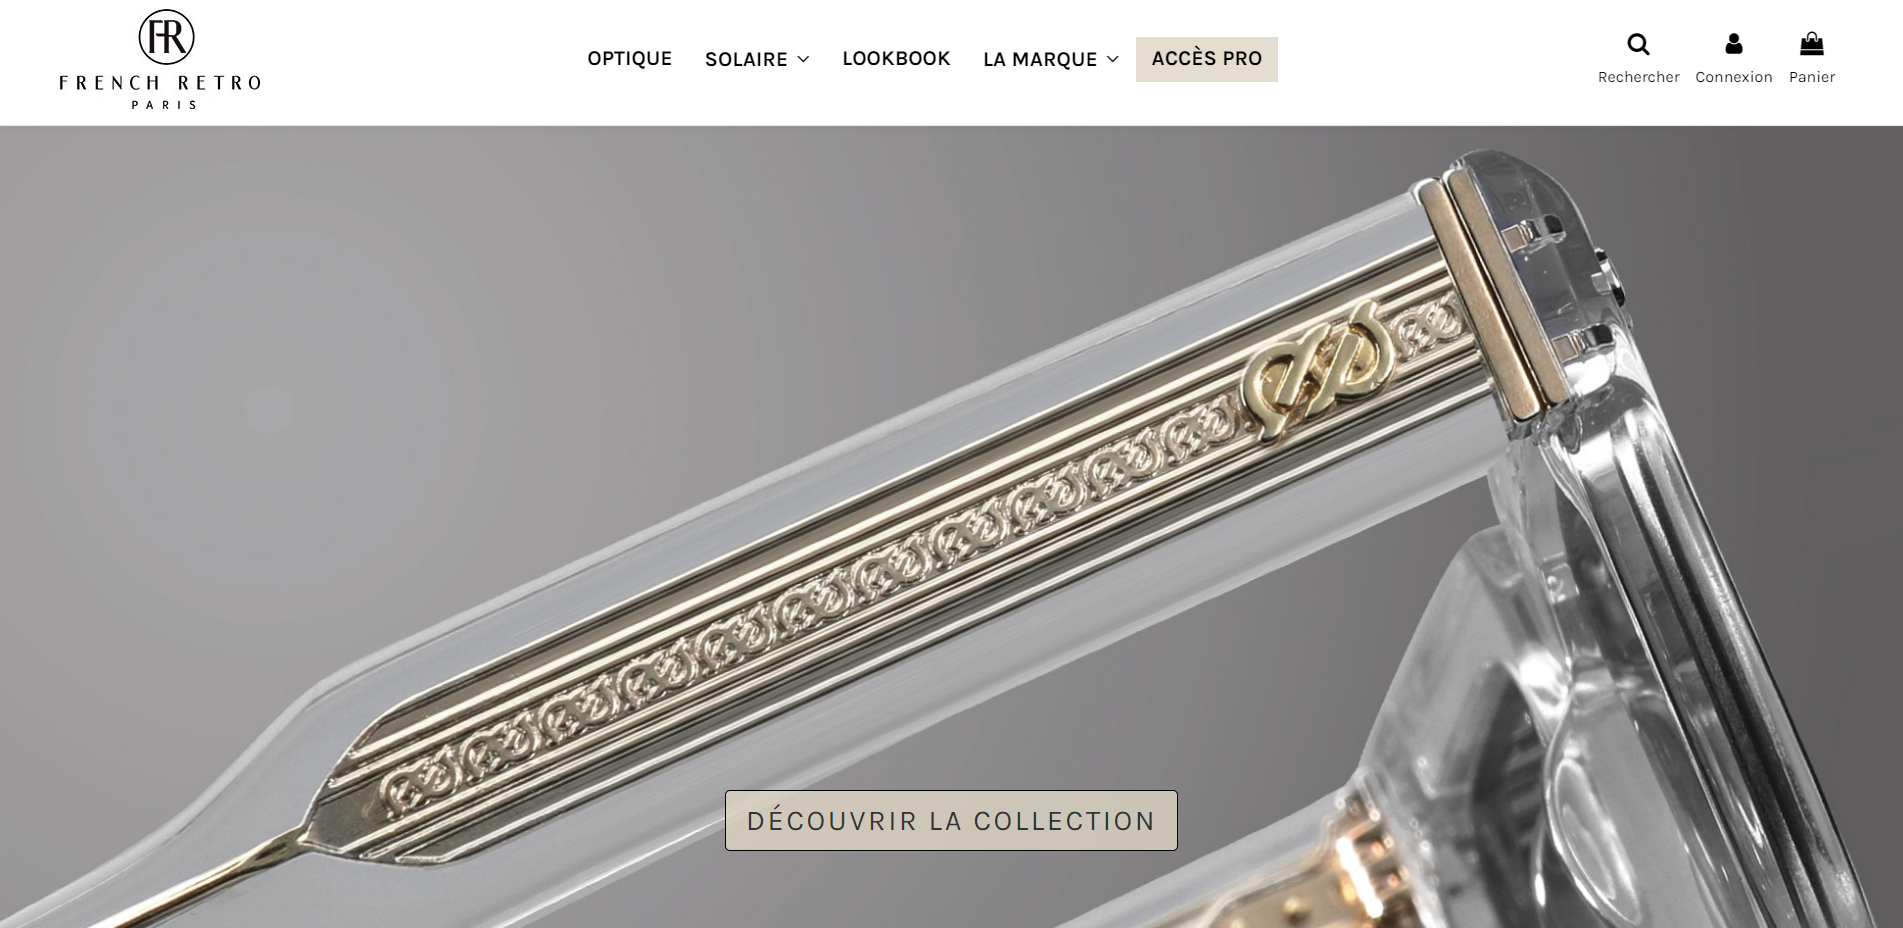 FR
FRENCH RETRO
PARIS
OPTIQUE
SOLAIRE
LOOKBOOK
LA MARQUE
ACCÈS PRO
Rechercher
Connexion
Panier
DÉCOUVRIR LA COLLECTION